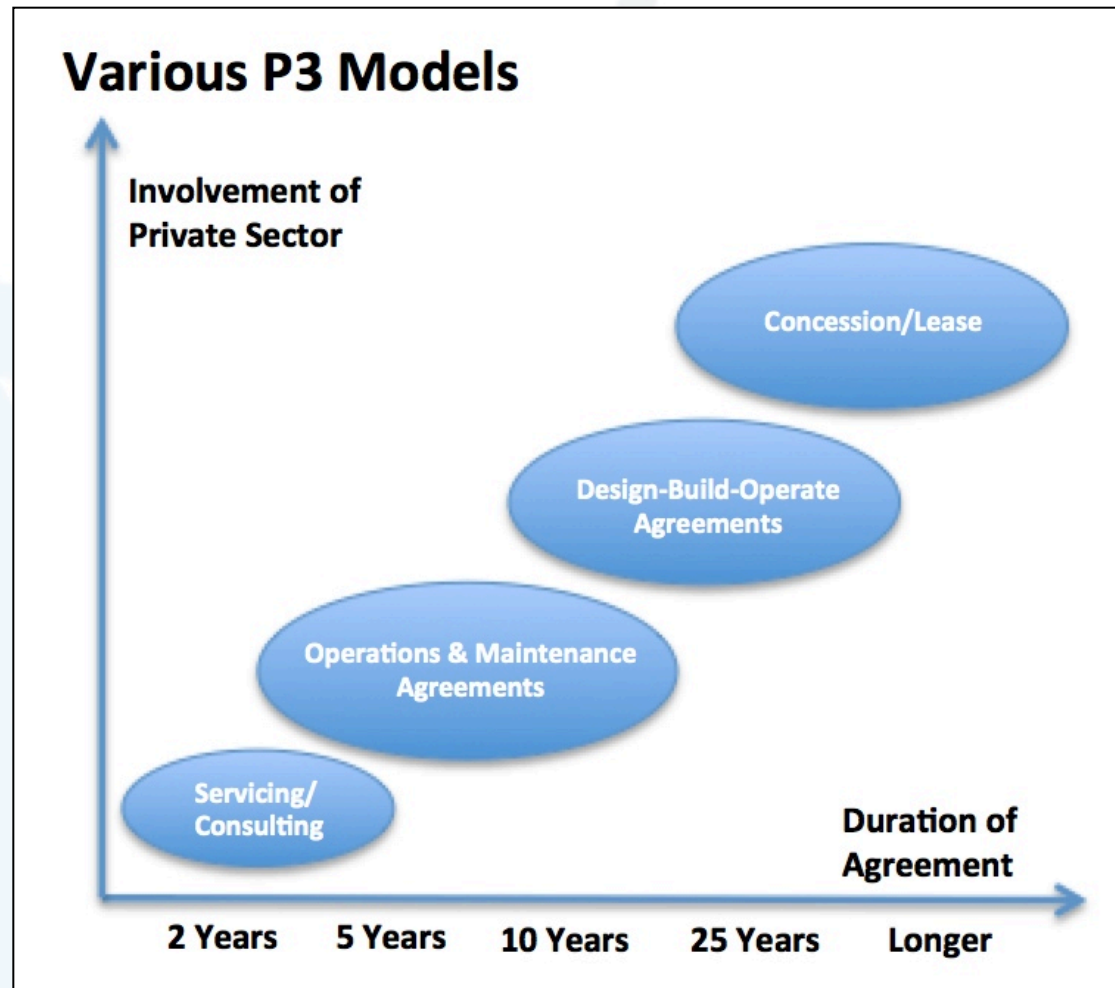 Various P3 Models
Involvement of
Private Sector
Concession/Lease
Design-Build-Operate
Agreements
Operations & Maintenance
Agreements
Servicing/
Consulting
Duration of
Agreement
2 Years 5 Years 10 Years 25 Years Longer